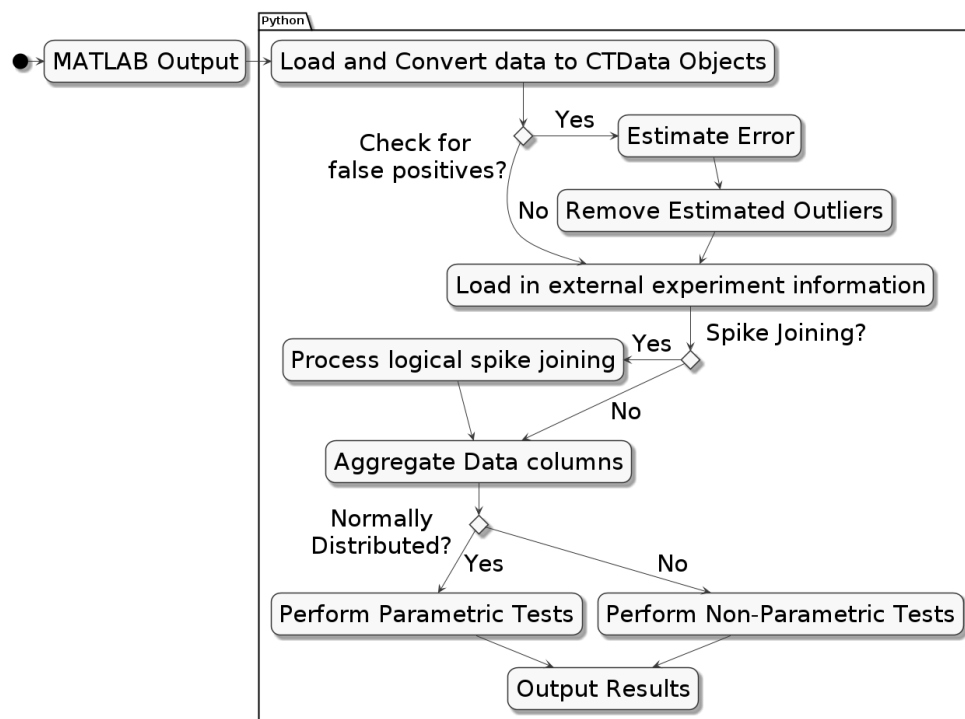 Python
MATLAB Output
Load and Convert data to CTData Objects
Check for
false positives?
Yes
Estimate Error
No
Remove Estimated Outliers
Load in external experiment information
Spike Joining?
Yes
Process logical spike joining
No
Aggregate Data columns
Normally
Distributed?
Yes
No
Perform Parametric Tests
Perform Non-Parametric Tests
Output Results